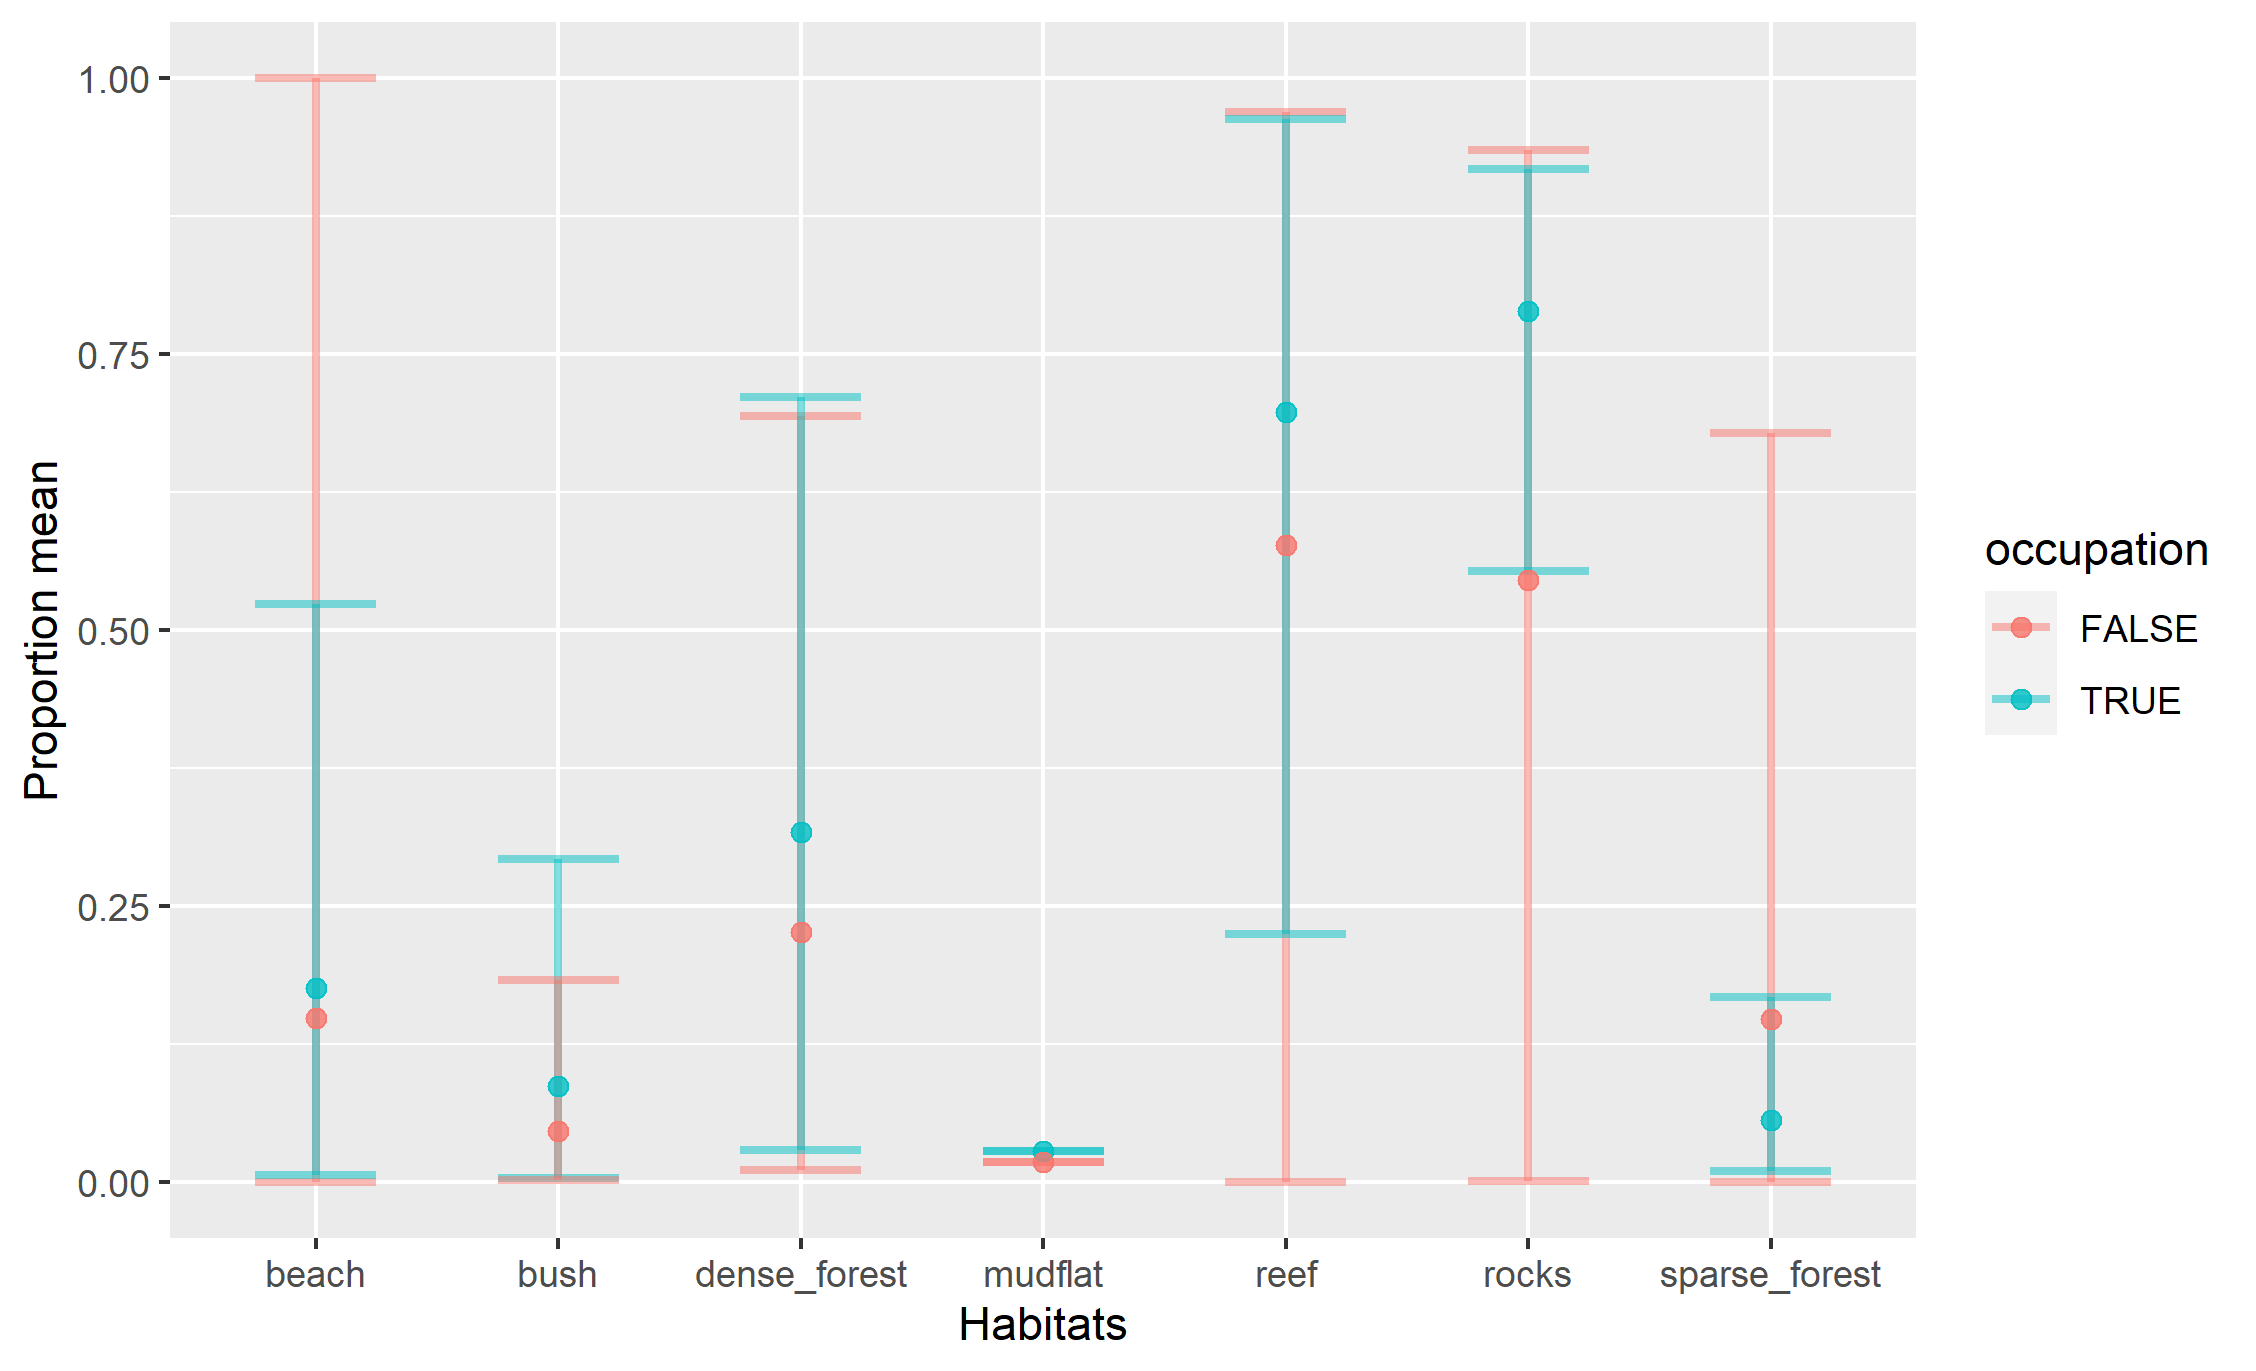 1.00
0.75
0.50
0.25
0.00
Proportion mean
beach bush dense_forest mudflat reef rocks sparse_forest
Habitats
occupation
FALSE
TRUE